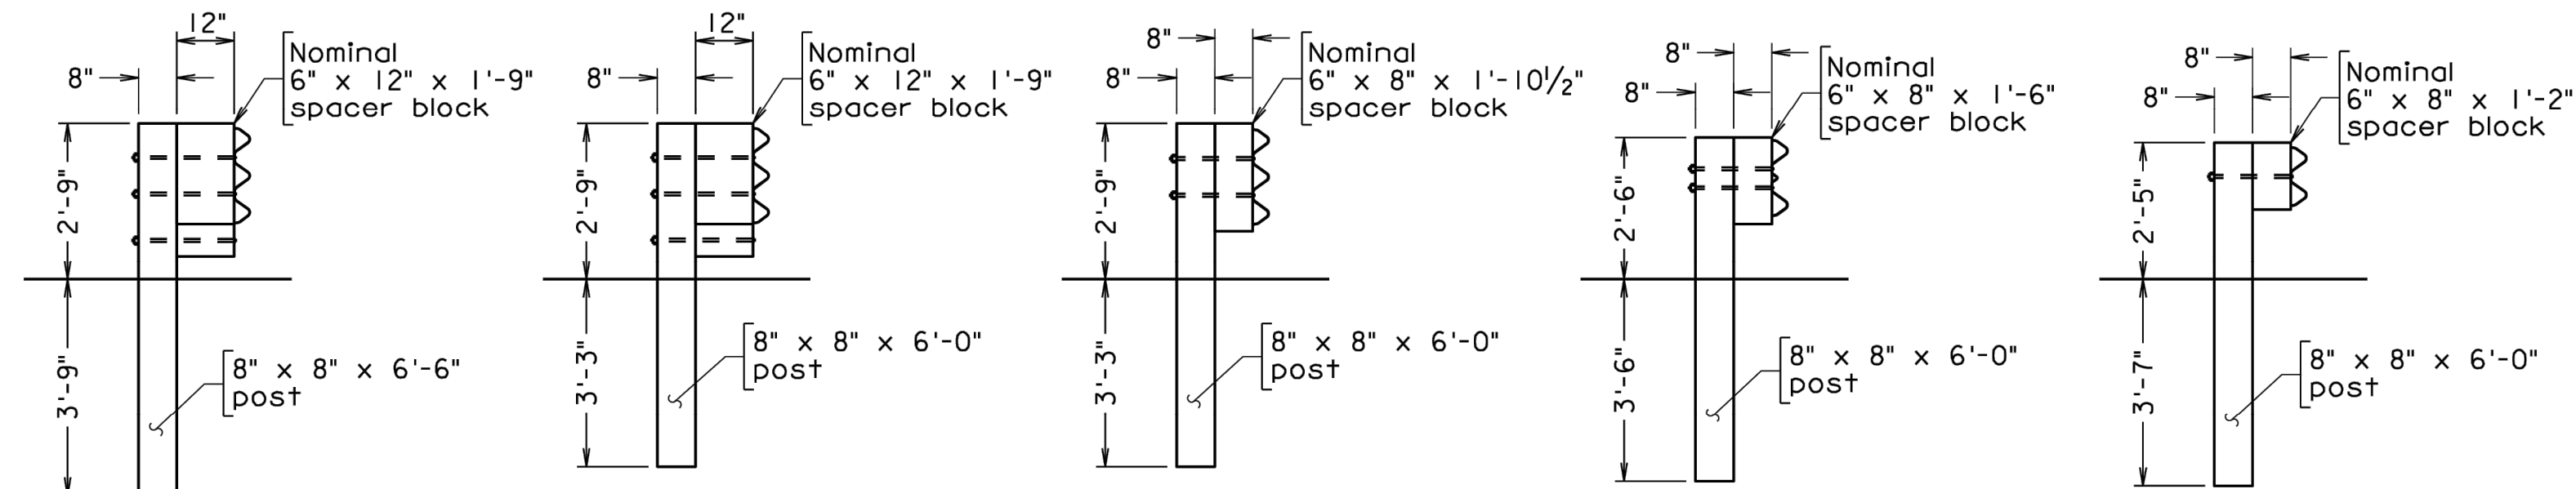 12"
8"
Nominal
6" x 12" x 1'-9"
spacer block
2'-9"
3'-9"
8" x 8" x 6'-6"
post
12"
8"
Nominal
6" x 12" x 1'-9"
spacer block
2'-9"
3'-3"
8" x 8" x 6'-0"
post
8"
8"
Nominal
6" x 8" x 1'-10½"
spacer block
2'-9"
3'-3"
8" x 8" x 6'-0"
post
8"
8"
Nominal
6" x 8" x 1'-6"
spacer block
2'-6"
3'-6"
8" x 8" x 6'-0"
post
8"
8"
Nominal
6" x 8" x 1'-2"
spacer block
2'-5"
3'-7"
8" x 8" x 6'-0"
post